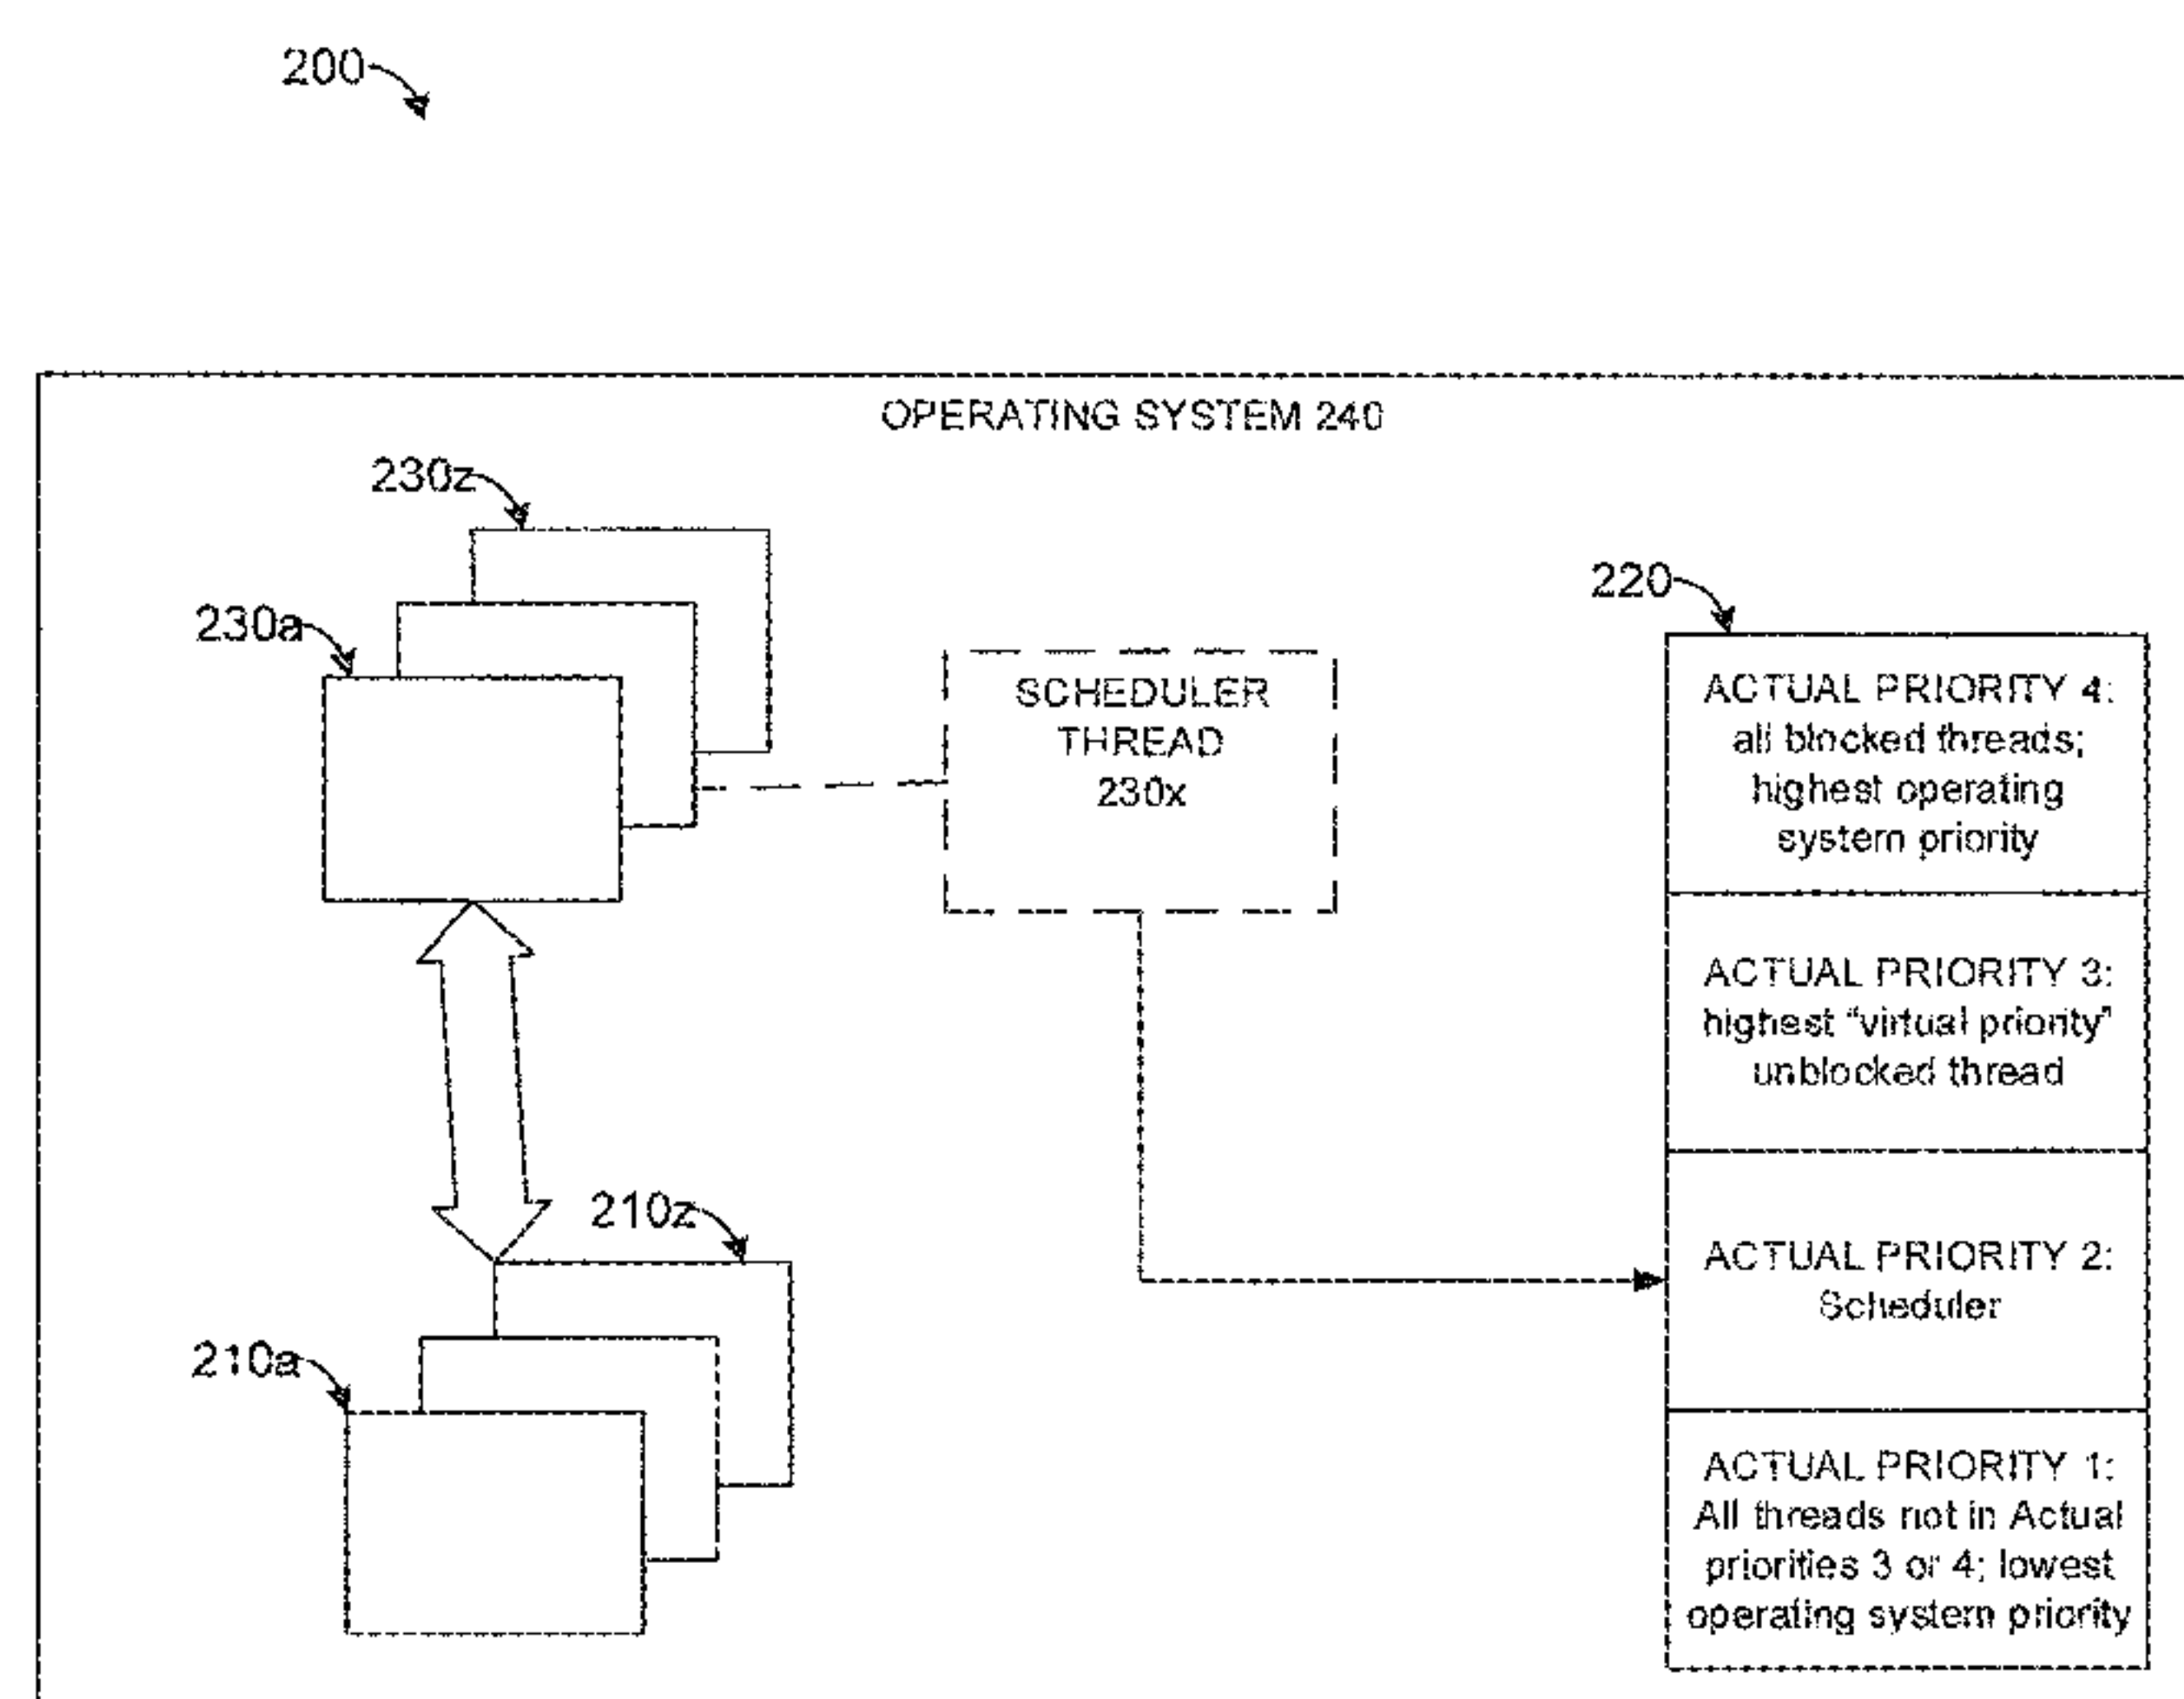 200
OPERATING SYSTEM 240
230z
230a
SCHEDULER
THREAD
230x
220
ACTUAL PRIORITY 4:
all blocked threads;
highest operating
system priority
ACTUAL PRIORITY 3:
highest “virtual priority”
unblocked thread
ACTUAL PRIORITY 2:
Scheduler
ACTUAL PRIORITY 1:
All threads not in Actual
priorities 3 or 4; lowest
operating system priority
210z
210a